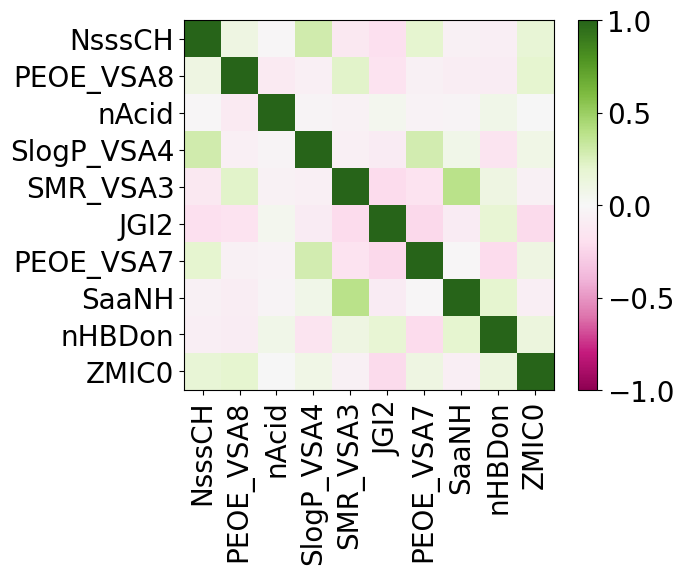 NsssCH
PEOE_VSA8
nAcid
SlogP_VSA4
SMR_VSA3
JGI2
PEOE_VSA7
SaaNH
nHBDon
ZMIC0
NsssCH
PEOE_VSA8
nAcid
SlogP_VSA4
SMR_VSA3
JGI2
PEOE_VSA7
SaaNH
nHBDon
ZMIC0
1.0
0.5
0.0
−0.5
−1.0